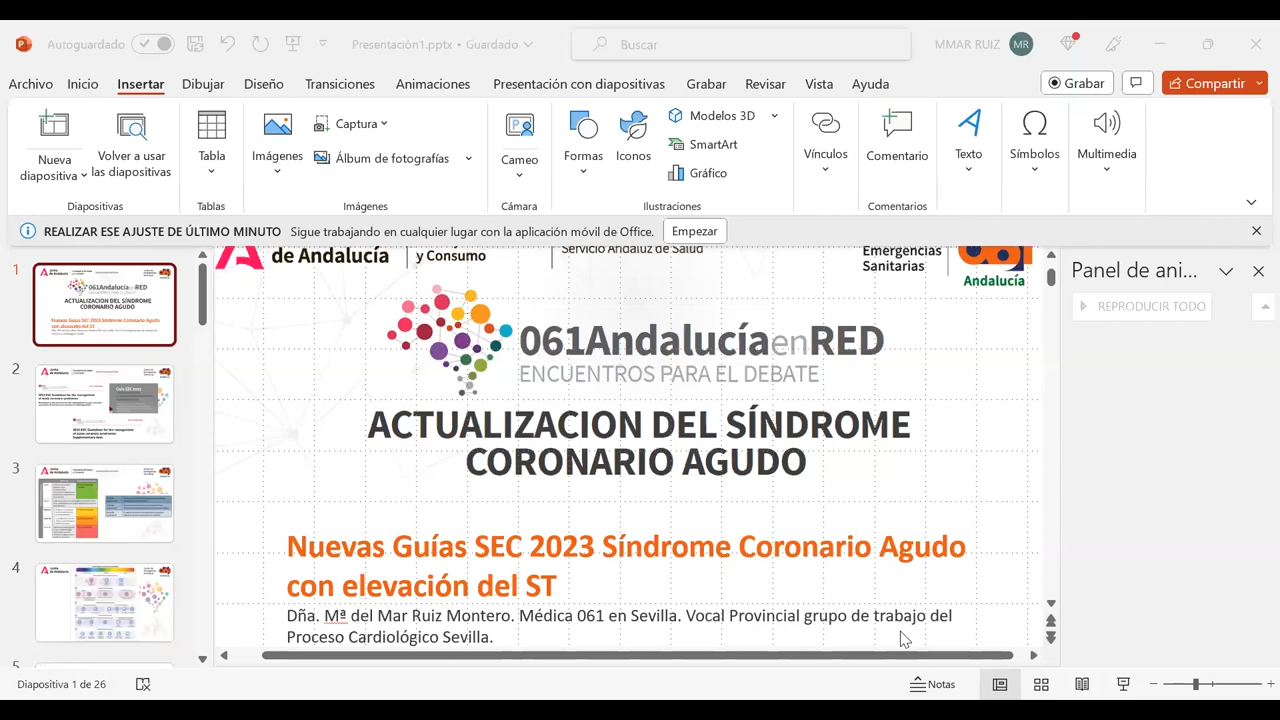 Autoguardado
Presentación1.pptx • Guardado
Buscar
MMAR RUIZ
MR
Archivo
Inicio
Insertar
Dibujar
Diseño
Transiciones
Animaciones
Presentación con diapositivas
Grabar
Revisar
Vista
Ayuda
Grabar
Compartir
Nueva
diapositiva
Volver a usar
las diapositivas
Diapositivas
Tabla
Tablas
Imágenes
Captura
Álbum de fotografías
Imágenes
Cameo
Cámara
Formas
Iconos
Modelos 3D
SmartArt
Gráfico
Ilustraciones
Vínculos
Comentario
Comentarios
Texto
Símbolos
Multimedia
REALIZAR ESE AJUSTE DE ÚLTIMO MINUTO Sigue trabajando en cualquier lugar con la aplicación móvil de Office. Empezar
1
2
3
4
5
de Andalucía
y Consumo
Servicio Andaluz de Salud
Emergencias
Sanitarias
Andalucía
061AndalucíaenRED
ENCUENTROS PARA EL DEBATE
ACTUALIZACION DEL SÍNDROME
CORONARIO AGUDO
Nuevas Guías SEC 2023 Síndrome Coronario Agudo
con elevación del ST
Dña. Mª del Mar Ruiz Montero. Médica 061 en Sevilla. Vocal Provincial grupo de trabajo del
Proceso Cardiológico Sevilla.
Panel de ani...
REPRODUCIR TODO
Diapositiva 1 de 26
Notas